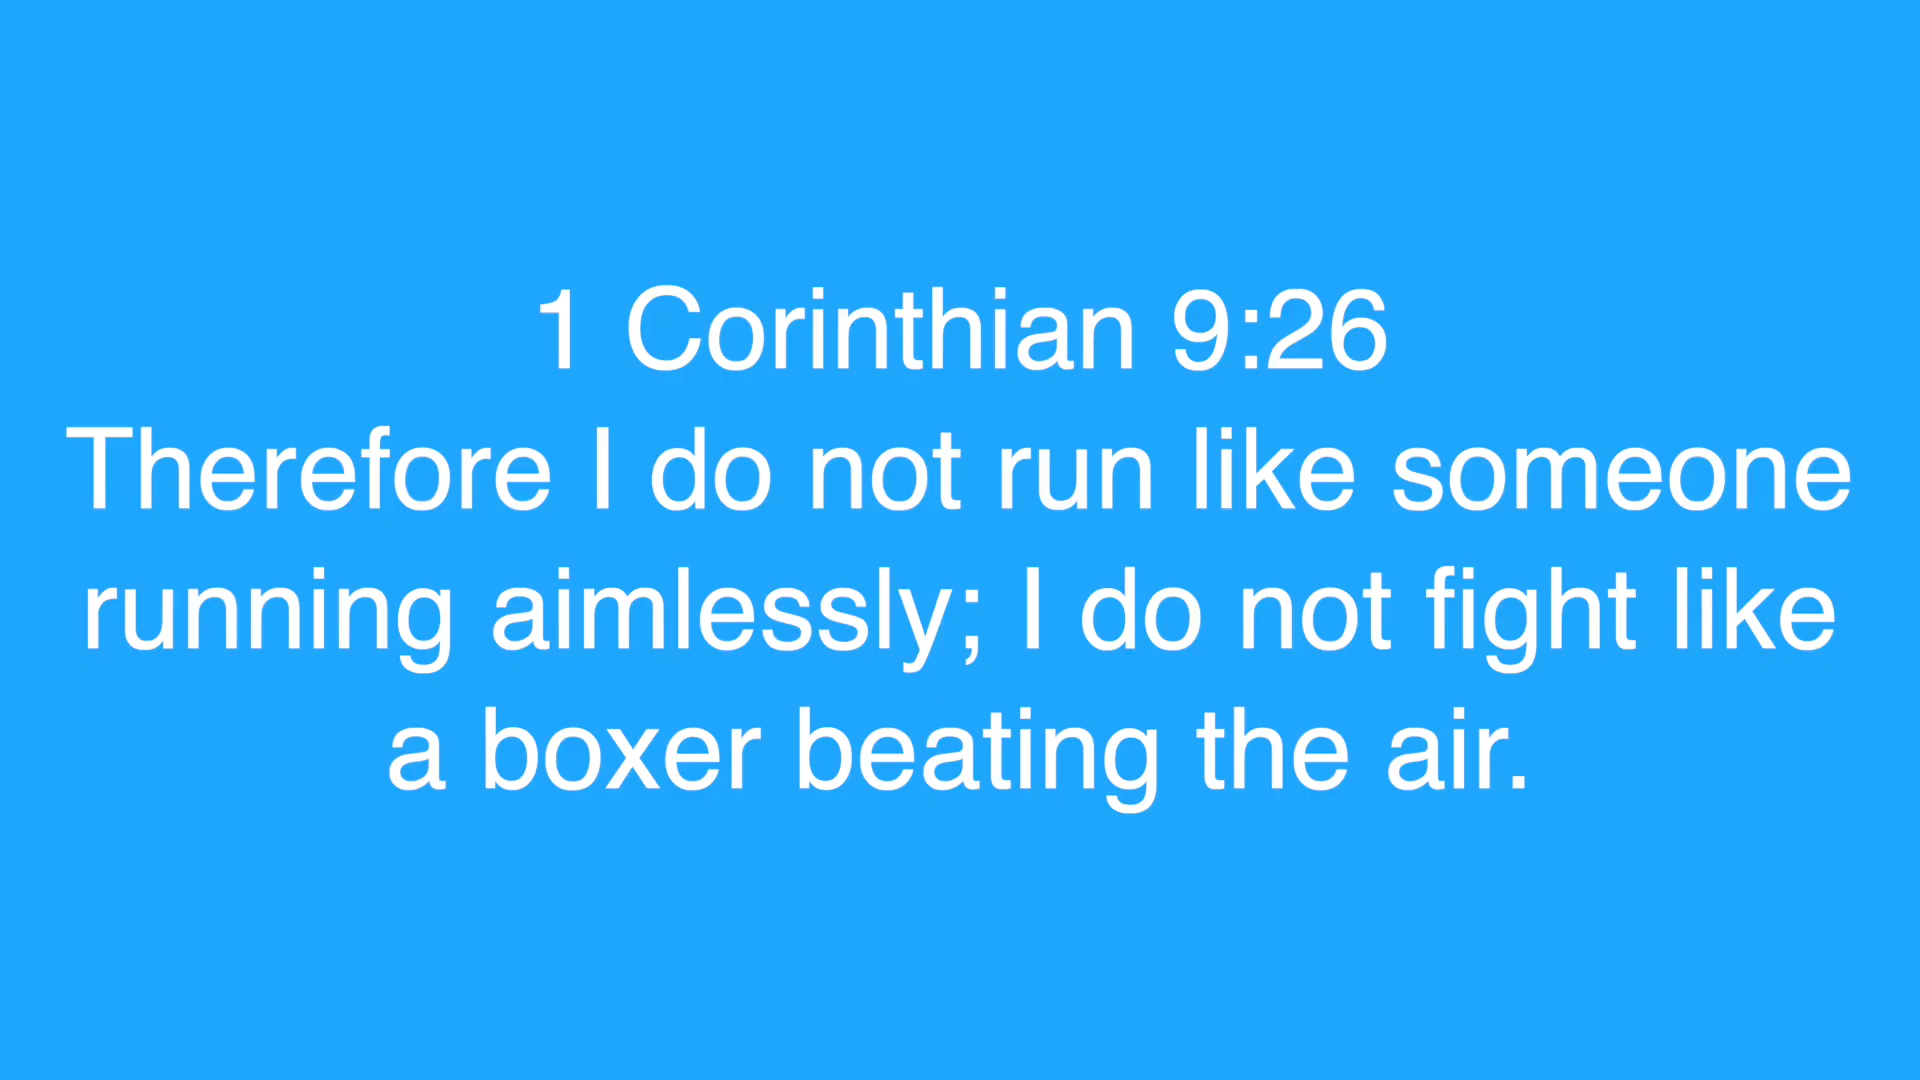 1 Corinthian 9:26
Therefore I do not run like someone
running aimlessly; I do not fight like
a boxer beating the air.